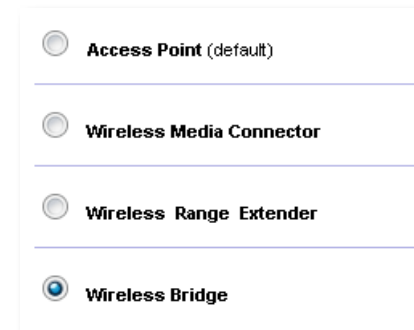 Access Point (default)
Wireless Media Connector
Wireless Range Extender
Wireless Bridge